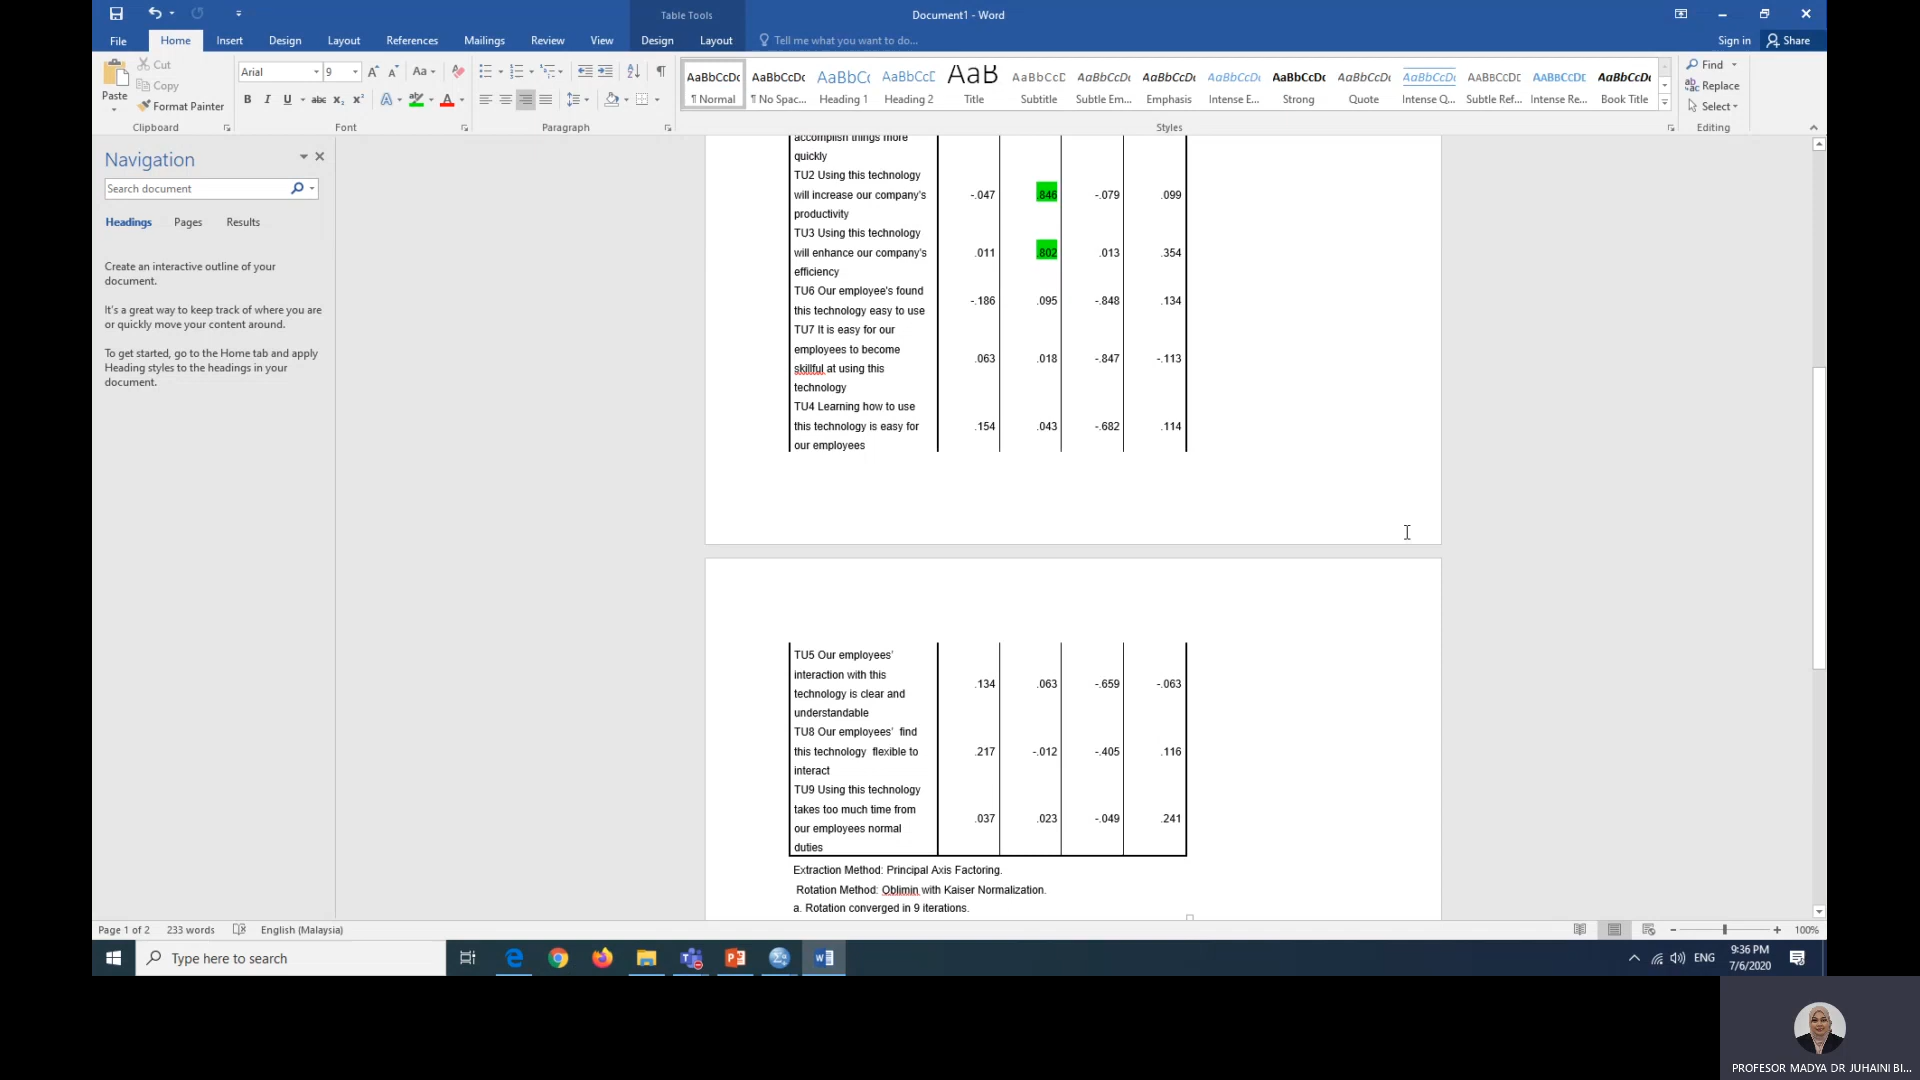 Table Tools
Document1 - Word
File Home Insert Design Layout References Mailings Review View Design Layout Tell me what you want to do... Sign in Share
Paste
Cut
Copy
Format Painter
Clipboard
Arial 9
Font
Paragraph
AaBbCcDc AaBbCcDc AaBbCc AaBbCcD AaB AaBbCcD AaBbCcDc AaBbCcDc AaBbCcDc AaBbCcDc AaBbCcDc AaBbCcDc AABBCCDC AABBCCDC AaBbCcDc
¶ Normal ¶ No Spac... Heading 1 Heading 2 Title Subtitle Subtle Em... Emphasis Intense E... Strong Quote Intense Q... Subtle Ref... Intense Re... Book Title
Styles
Find
Replace
Select
Editing
Navigation
Search document
Headings Pages Results
Create an interactive outline of your
document.
It's a great way to keep track of where you are
or quickly move your content around.
To get started, go to the Home tab and apply
Heading styles to the headings in your
document.
accomplish things more
quickly
TU2 Using this technology
will increase our company's -.047 .846 -.079 .099
productivity
TU3 Using this technology
will enhance our company's .011 .802 .013 .354
efficiency
TU6 Our employee's found
this technology easy to use -.186 .095 -.848 .134
TU7 It is easy for our
employees to become
skillful at using this .063 .018 -.847 -.113
technology
TU4 Learning how to use
this technology is easy for .154 .043 -.682 .114
our employees
TU5 Our employees'
interaction with this
technology is clear and .134 .063 -.659 -.063
understandable
TU8 Our employees' find
this technology flexible to .217 -.012 -.405 .116
interact
TU9 Using this technology
takes too much time from
our employees normal .037 .023 -.049 .241
duties
Extraction Method: Principal Axis Factoring.
Rotation Method: Oblimin with Kaiser Normalization.
a. Rotation converged in 9 iterations.
Page 1 of 2 233 words English (Malaysia) 100%
Type here to search
ENG
9:36 PM
7/6/2020
PROFESOR MADYA DR JUHAINI BI...